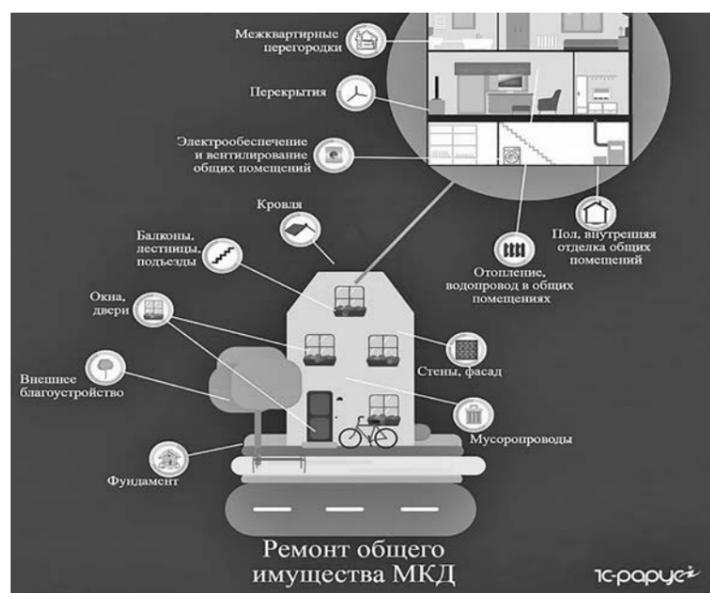 Межквартирные
перегородки
Перекрытия
Электрообеспечение
и вентилирование
общих помещений
Кровля
Балконы,
лестницы,
подъезды
Пол, внутренняя
отделка общих
помещений
Отопление,
водопровод в общих
помещениях
Окна,
двери
Стены, фасад
Внешнее
благоустройство
Мусоропроводы
Фундамент
Ремонт общего
имущества МКД
1с-рарус